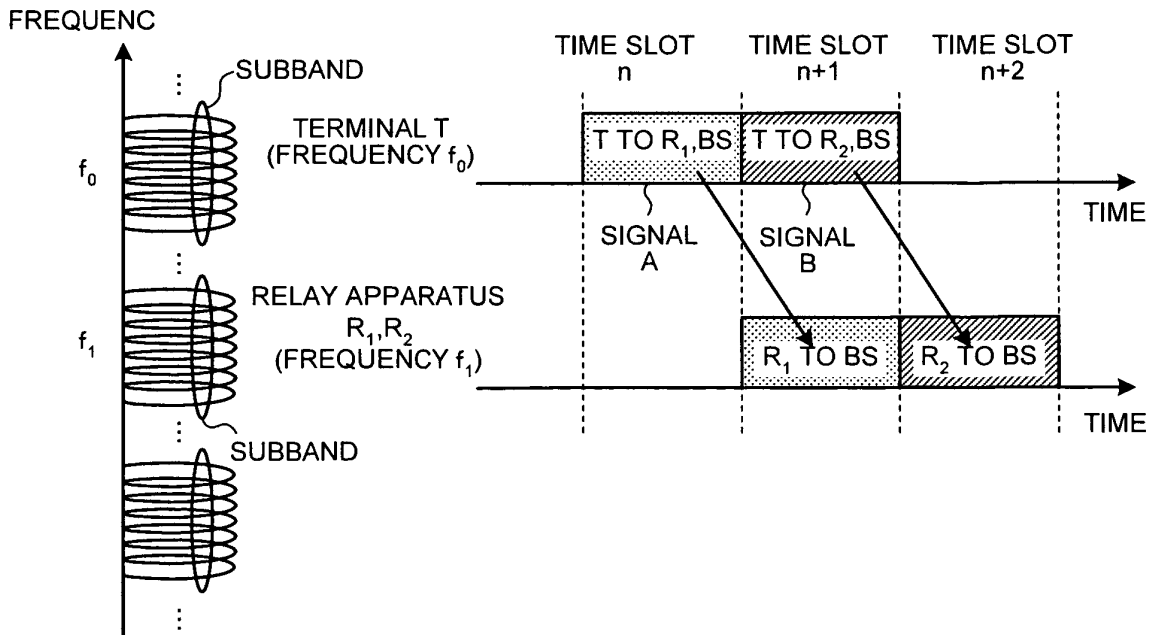 FREQUENC
SUBBAND
TERMINAL T
(FREQUENCY f0)
f0
TIME SLOT
n
TIME SLOT
n+1
TIME SLOT
n+2
T TO R1,BS
T TO R2,BS
TIME
SIGNAL
A
SIGNAL
B
RELAY APPARATUS
R1,R2
(FREQUENCY f1)
f1
R1 TO BS
R2 TO BS
TIME
SUBBAND